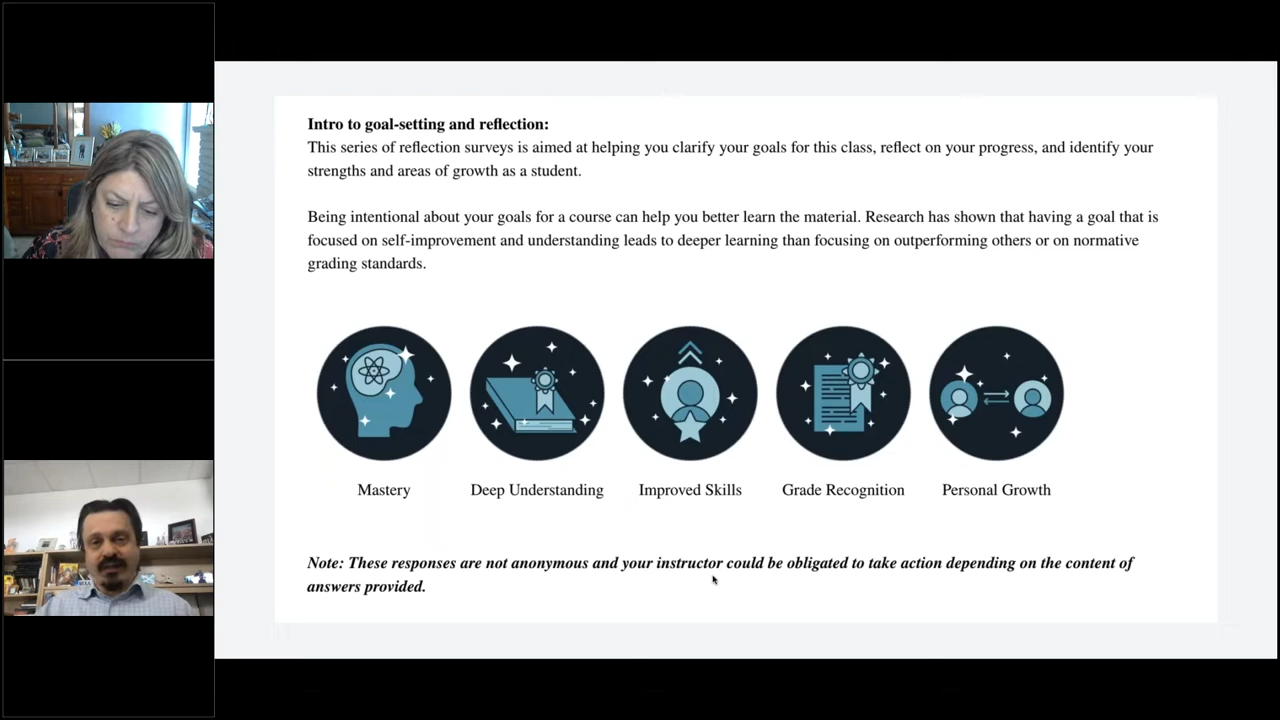 Intro to goal-setting and reflection:
This series of reflection surveys is aimed at helping you clarify your goals for this class, reflect on your progress, and identify your
strengths and areas of growth as a student.
Being intentional about your goals for a course can help you better learn the material. Research has shown that having a goal that is
focused on self-improvement and understanding leads to deeper learning than focusing on outperforming others or on normative
grading standards.
Mastery
Deep Understanding
Improved Skills
Grade Recognition
Personal Growth
Note: These responses are not anonymous and your instructor could be obligated to take action depending on the content of
answers provided.